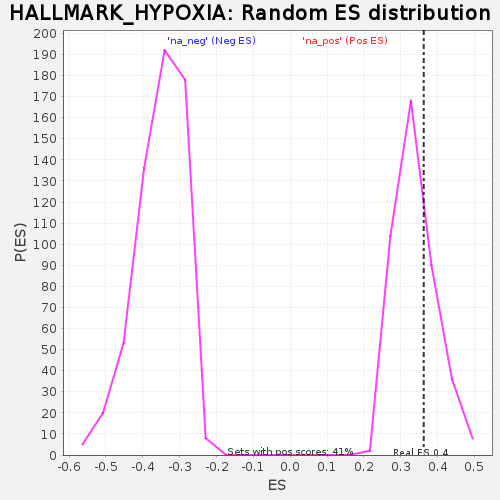 HALLMARK_HYPOXIA: Random ES distribution
'na_neg' (Neg ES)
'na_pos' (Pos ES)
200
190
180
170
160
150
140
130
120
110
100
90
80
70
60
50
40
30
20
10
0
P(ES)
Sets with pos scores: 41%
Real ES 0.4
-0.6 -0.5 -0.4 -0.3 -0.2 -0.1 0.0 0.1 0.2 0.3 0.4 0.5
ES